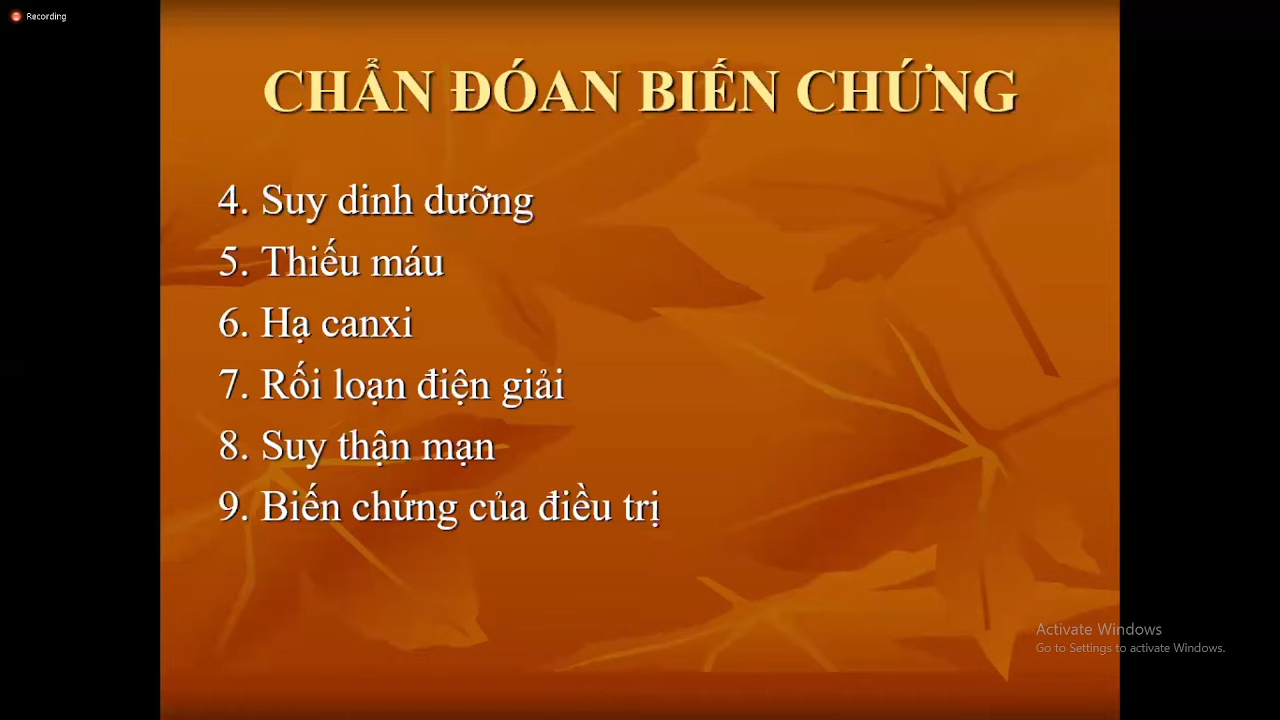 Recording
CHẨN ĐÓAN BIẾN CHỨNG
4. Suy dinh dưỡng
5. Thiếu máu
6. Hạ canxi
7. Rối loạn điện giải
8. Suy thận mạn
9. Biến chứng của điều trị
Activate Windows
Go to Settings to activate Windows.